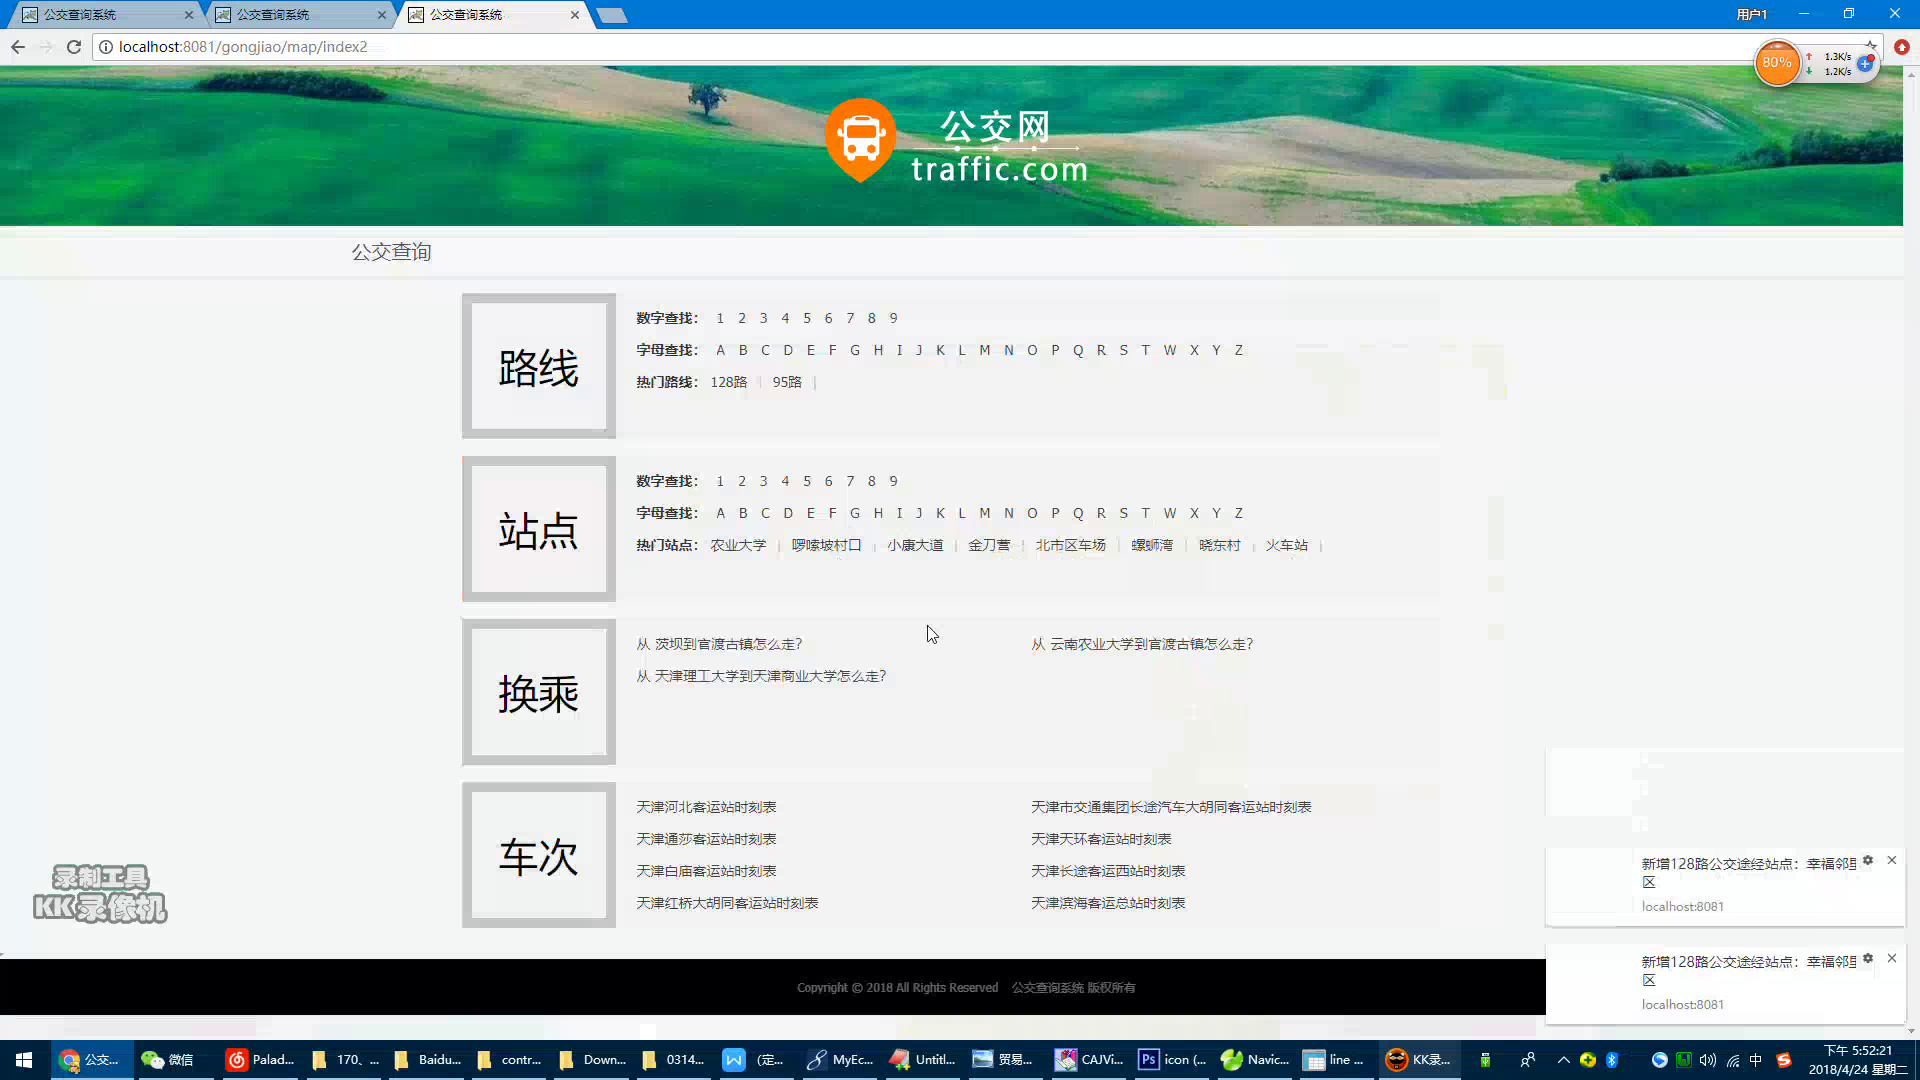 公交查询系统
公交查询系统
公交查询系统
用户1
localhost:8081/gongjiao/map/index2
80%
1.3K/s
1.2K/s
公交网
traffic.com
公交查询
路线
数字查找： 1 2 3 4 5 6 7 8 9
字母查找： A B C D E F G H I J K L M N O P Q R S T W X Y Z
热门路线： 128路 | 95路 |
站点
数字查找： 1 2 3 4 5 6 7 8 9
字母查找： A B C D E F G H I J K L M N O P Q R S T W X Y Z
热门站点： 农业大学 | 啰嗦坡村口 | 小康大道 | 金刀营 | 北市区车场 | 螺蛳湾 | 晓东村 | 火车站 |
换乘
从 茨坝到官渡古镇怎么走？
从 云南农业大学到官渡古镇怎么走？
从 天津理工大学到天津商业大学怎么走？
车次
天津河北客运站时刻表
天津市交通集团长途汽车大胡同客运站时刻表
天津通莎客运站时刻表
天津天环客运站时刻表
天津白庙客运站时刻表
天津长途客运西站时刻表
天津红桥大胡同客运站时刻表
天津滨海客运总站时刻表
录制工具
KK录像机
新增128路公交途经站点：幸福邻里
区
localhost:8081
新增128路公交途经站点：幸福邻里
区
localhost:8081
Copyright © 2018 All Rights Reserved 公交查询系统 版权所有
公交...
微信
Palad...
170、...
Baidu...
contr...
Down...
0314...
(定...
MyEc...
Untitl...
贸易...
CAJVi...
icon (...
Navic...
line ...
KK录...
中
下午 5:52:21
2018/4/24 星期二